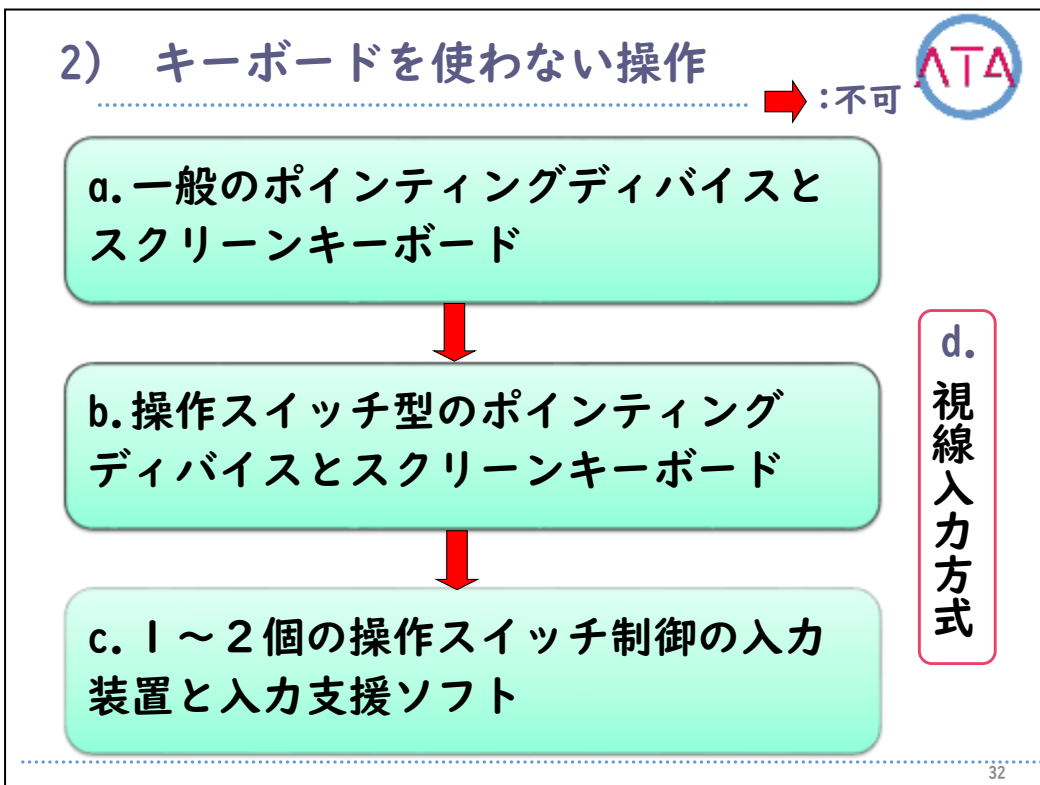 2)　キーボードを使わない操作
:不可
ATA
a.一般のポインティングディバイスと
スクリーンキーボード
b.操作スイッチ型のポインティング
ディバイスとスクリーンキーボード
c.１～２個の操作スイッチ制御の入力
装置と入力支援ソフト
d.
視線入力方式
32